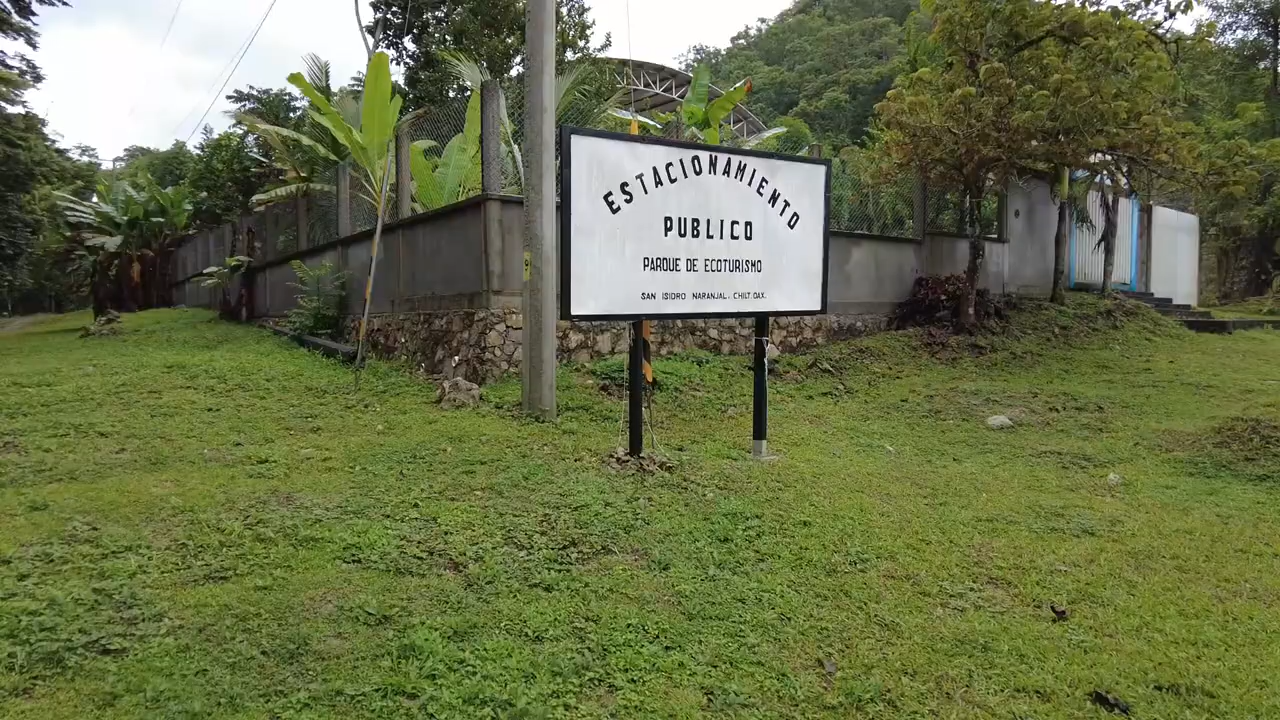 ESTACIONAMIENTO
PUBLICO
PARQUE DE ECOTURISMO
SAN ISIDRO NARANJAL, CHILT. OAX.